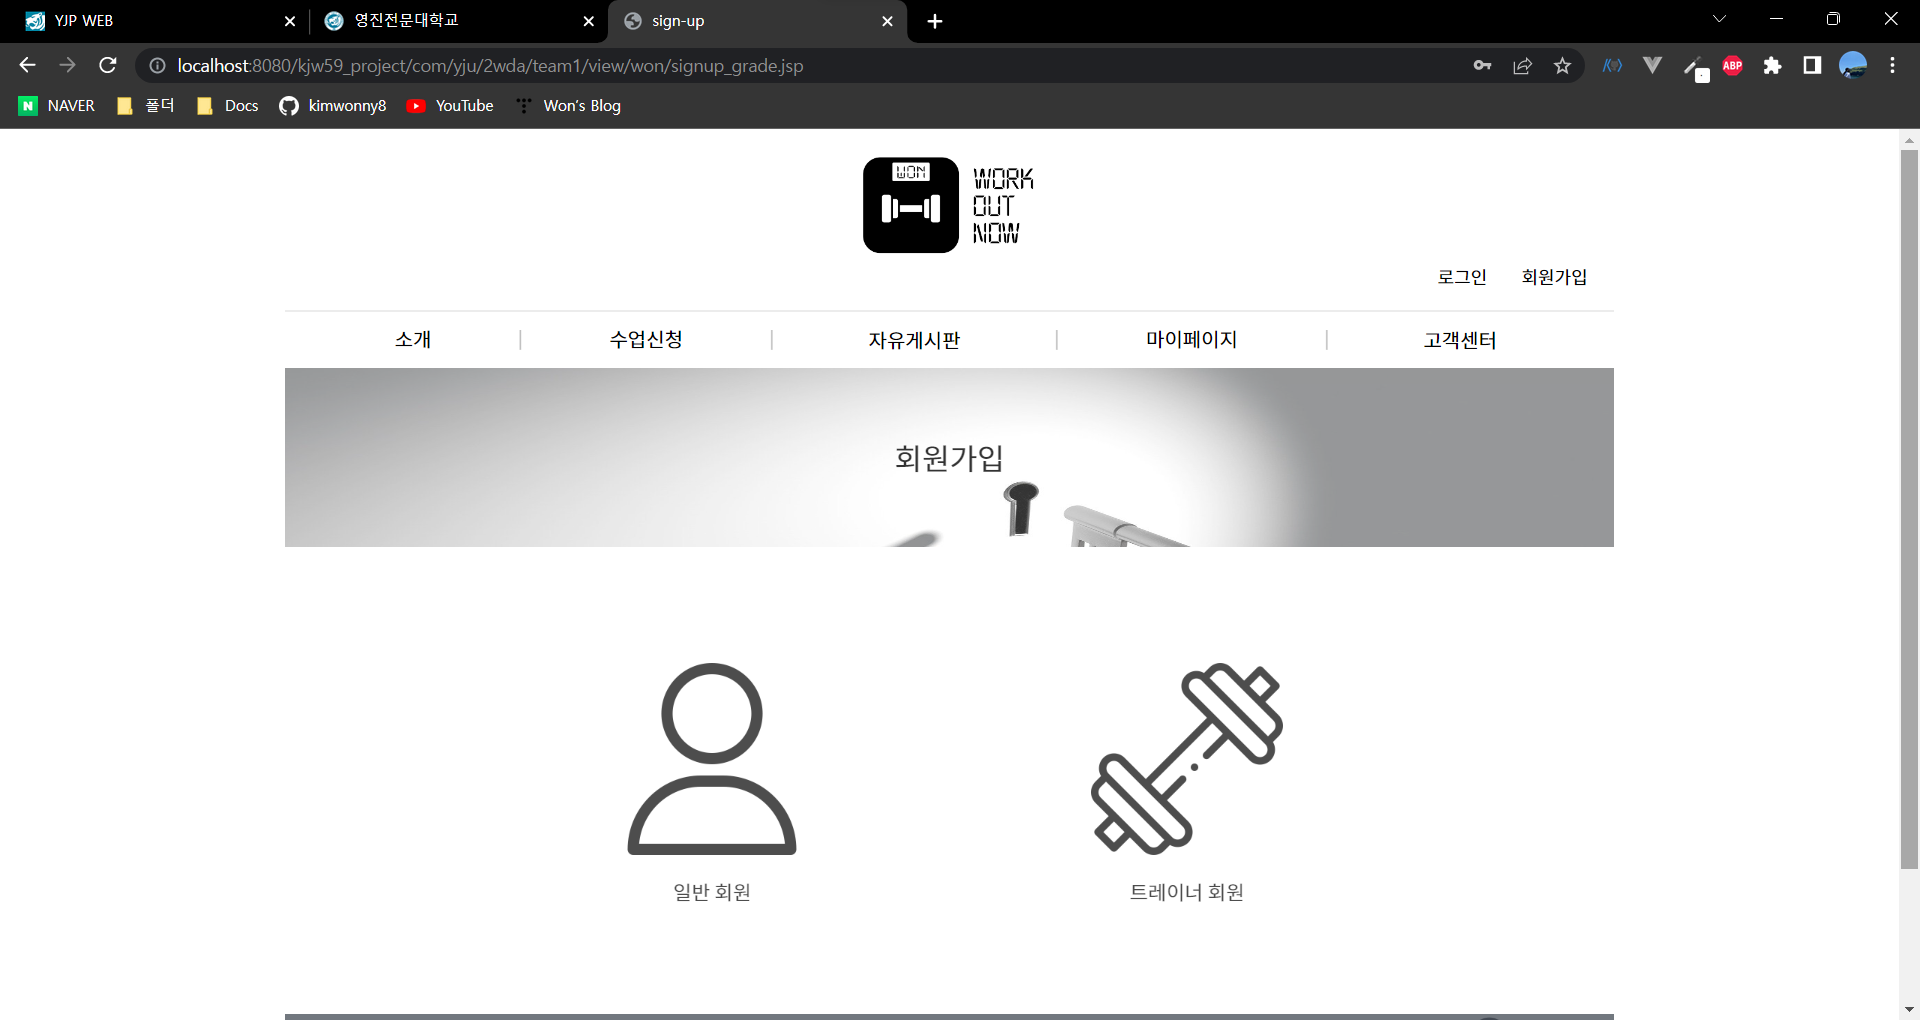 YJP WEB
영진전문대학교
sign-up
localhost:8080/kjw59_project/com/yju/2wda/team1/view/won/signup_grade.jsp
ABP
N NAVER
폴더
Docs
kimwonny8
YouTube
Won's Blog
WON
WORK
OUT
NOW
로그인 회원가입
소개 | 수업신청 | 자유게시판 | 마이페이지 | 고객센터
회원가입
일반 회원
트레이너 회원